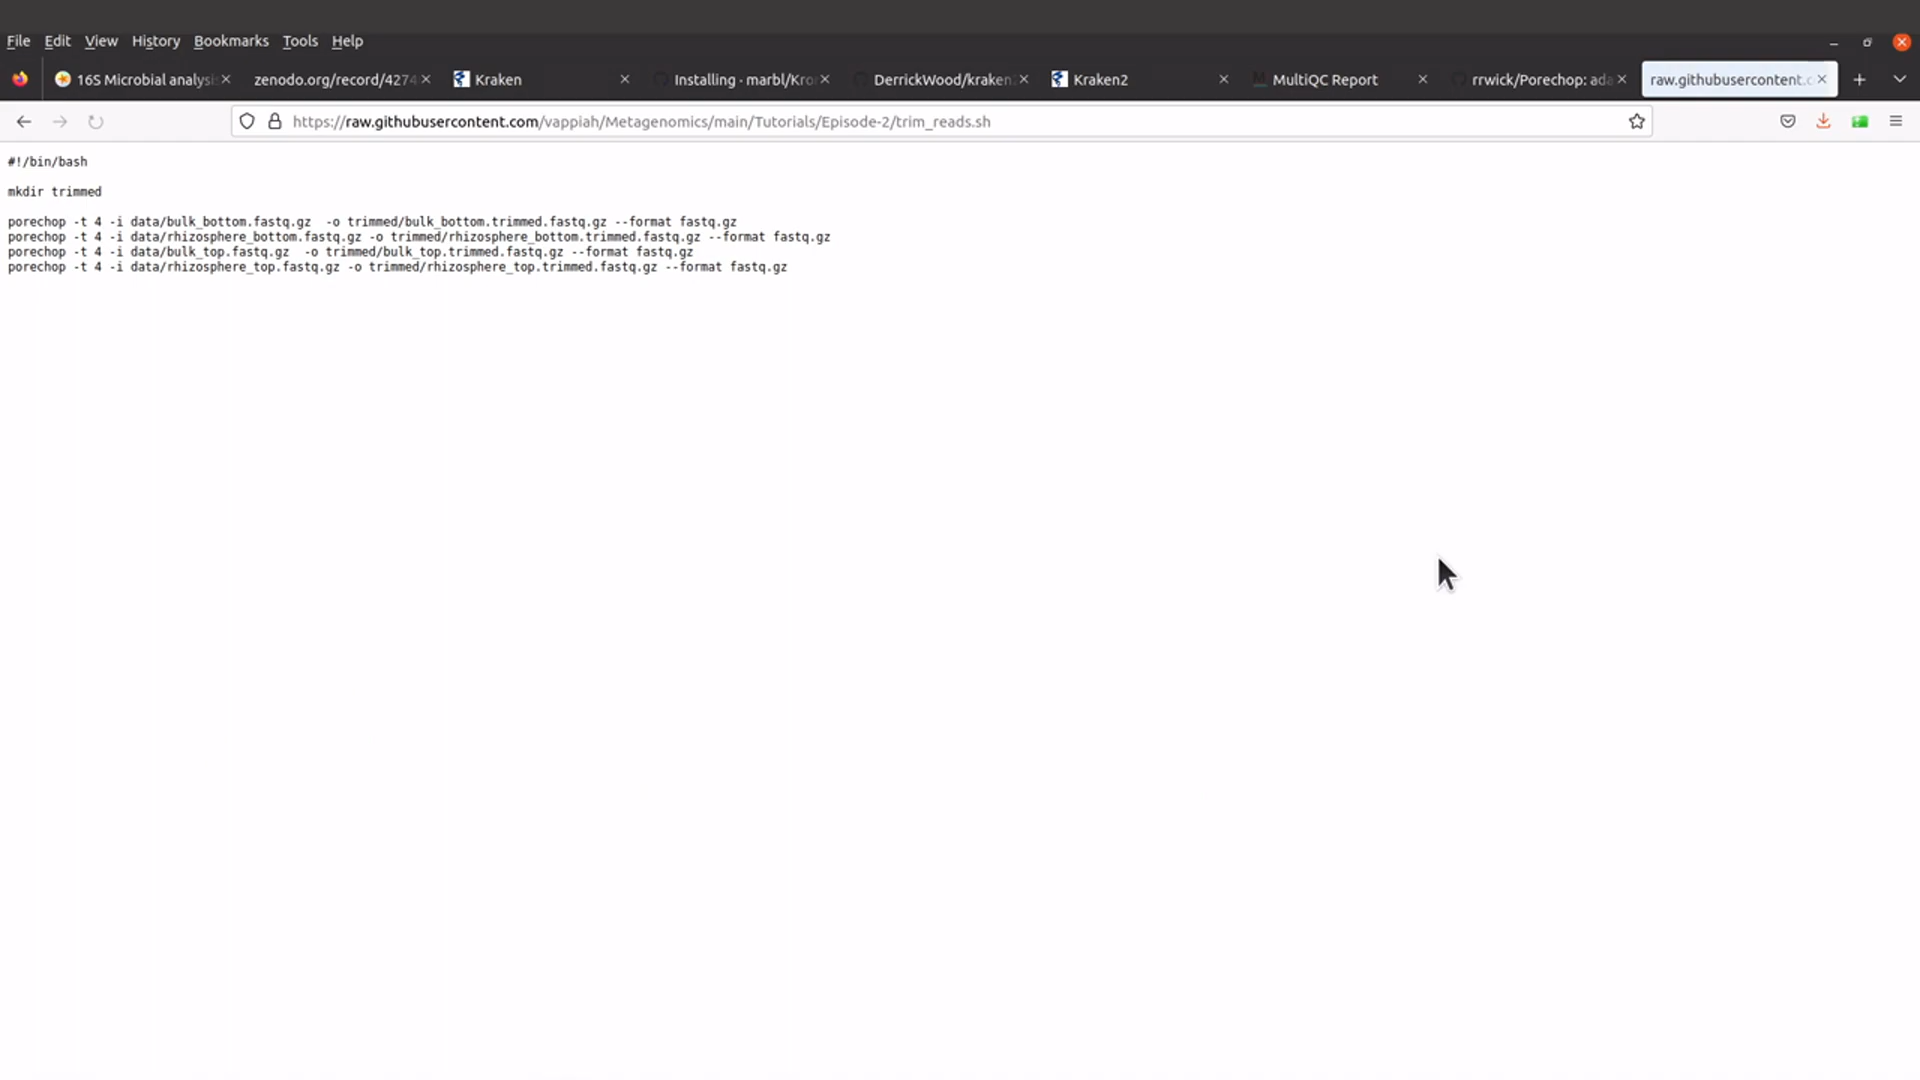 File Edit View History Bookmarks Tools Help
16S Microbial analysis zenodo.org/record/4274 Kraken Installing · marbl/Kro DerrickWood/kraken Kraken2 MultiQC Report rrwick/Porechop: ada raw.githubusercontent.c
https://raw.githubusercontent.com/vappiah/Metagenomics/main/Tutorials/Episode-2/trim_reads.sh
#!/bin/bash
mkdir trimmed
porechop -t 4 -i data/bulk_bottom.fastq.gz  -o trimmed/bulk_bottom.trimmed.fastq.gz --format fastq.gz
porechop -t 4 -i data/rhizosphere_bottom.fastq.gz -o trimmed/rhizosphere_bottom.trimmed.fastq.gz --format fastq.gz
porechop -t 4 -i data/bulk_top.fastq.gz  -o trimmed/bulk_top.trimmed.fastq.gz --format fastq.gz
porechop -t 4 -i data/rhizosphere_top.fastq.gz -o trimmed/rhizosphere_top.trimmed.fastq.gz --format fastq.gz